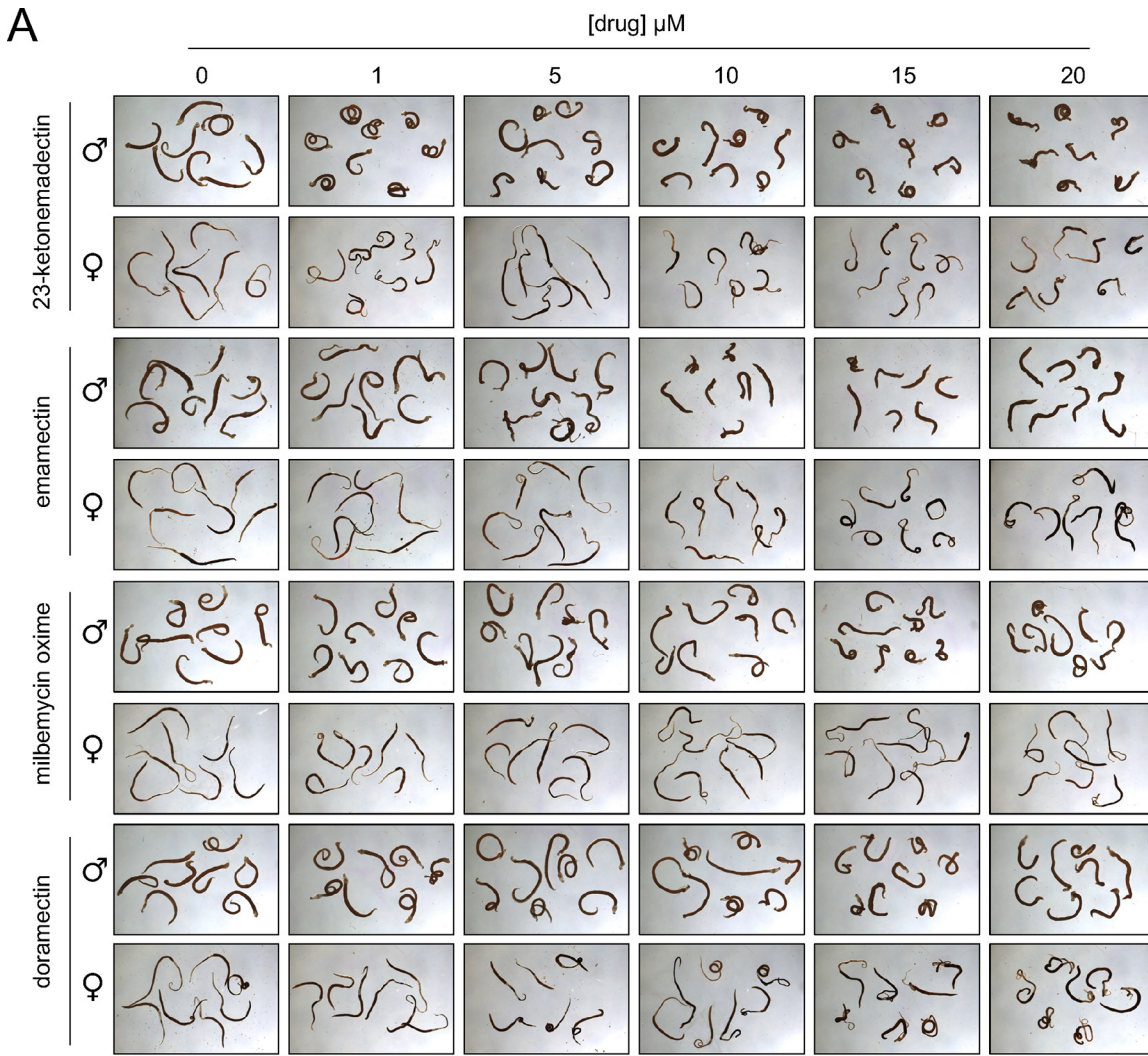 A
[drug] µM
0 1 5 10 15 20
23-ketonemadectin
♂
♀
emamectin
♂
♀
milbemycin oxime
♂
♀
doramectin
♂
♀